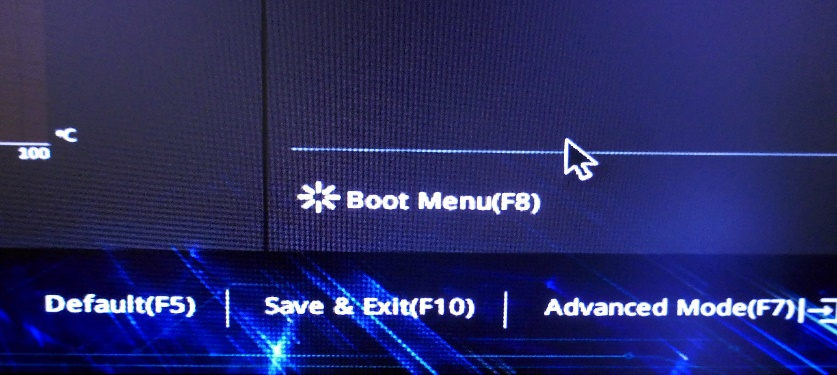 °C
100
Boot Menu(F8)
Default(F5) | Save & Exit(F10) | Advanced Mode(F7)|